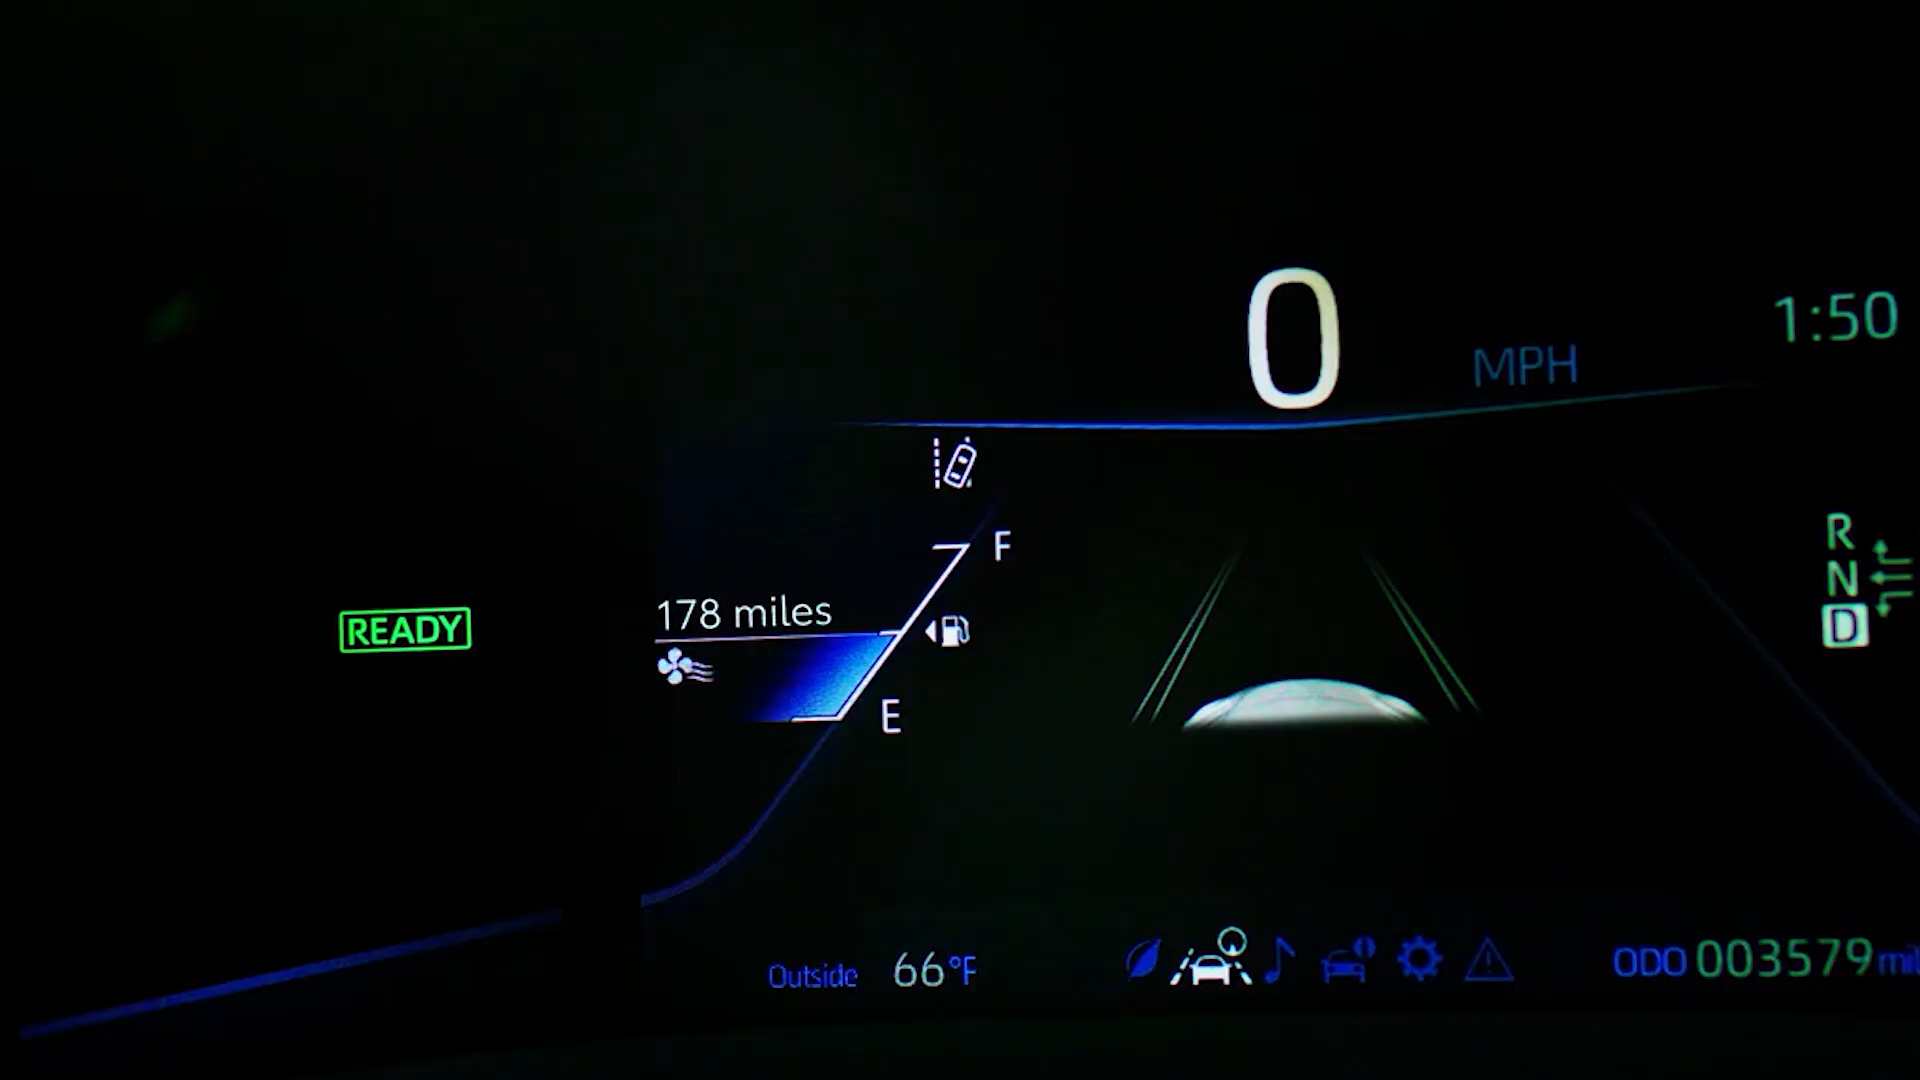 0
MPH
1:50
F
178 miles
E
READY
R
N
D
Outside 66°F
ODO 003579